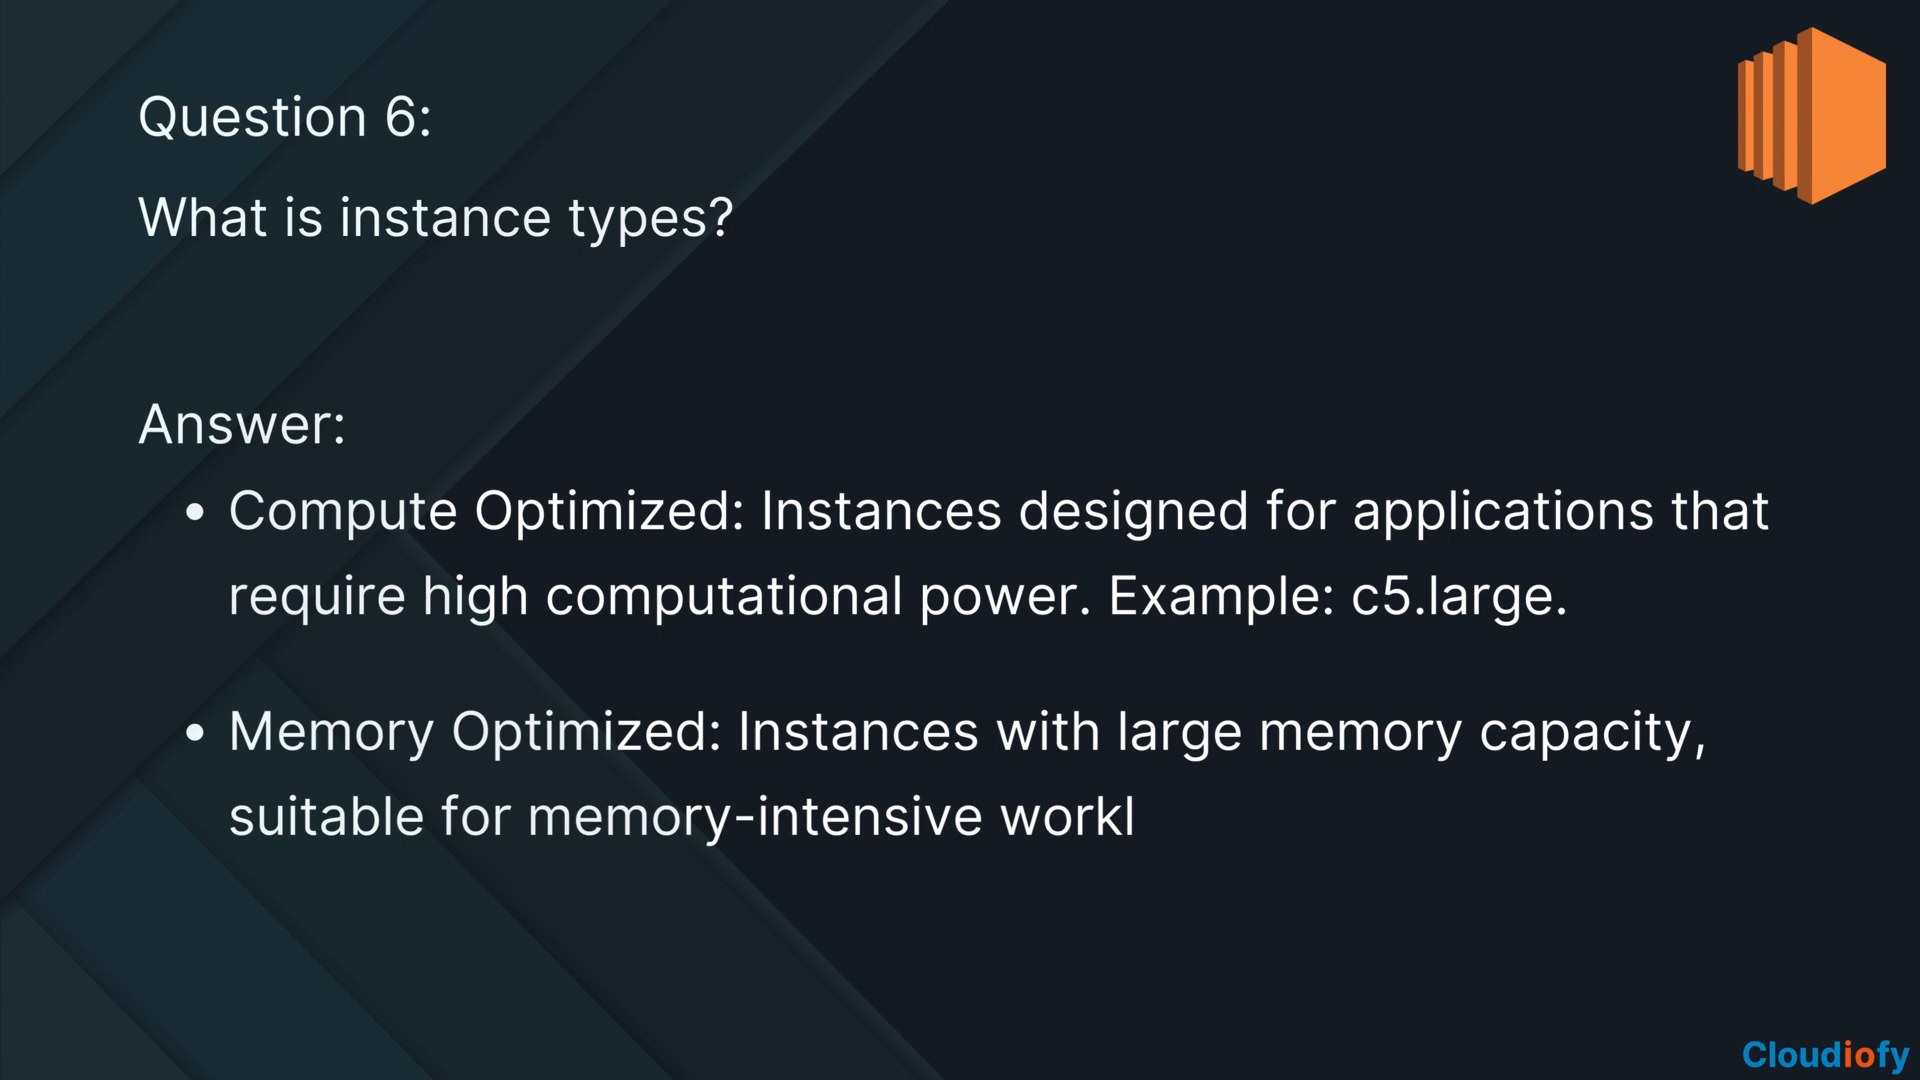 Question 6:
What is instance types?
Answer:
• Compute Optimized: Instances designed for applications that
require high computational power. Example: c5.large.
• Memory Optimized: Instances with large memory capacity,
suitable for memory-intensive workl
Cloudiofy